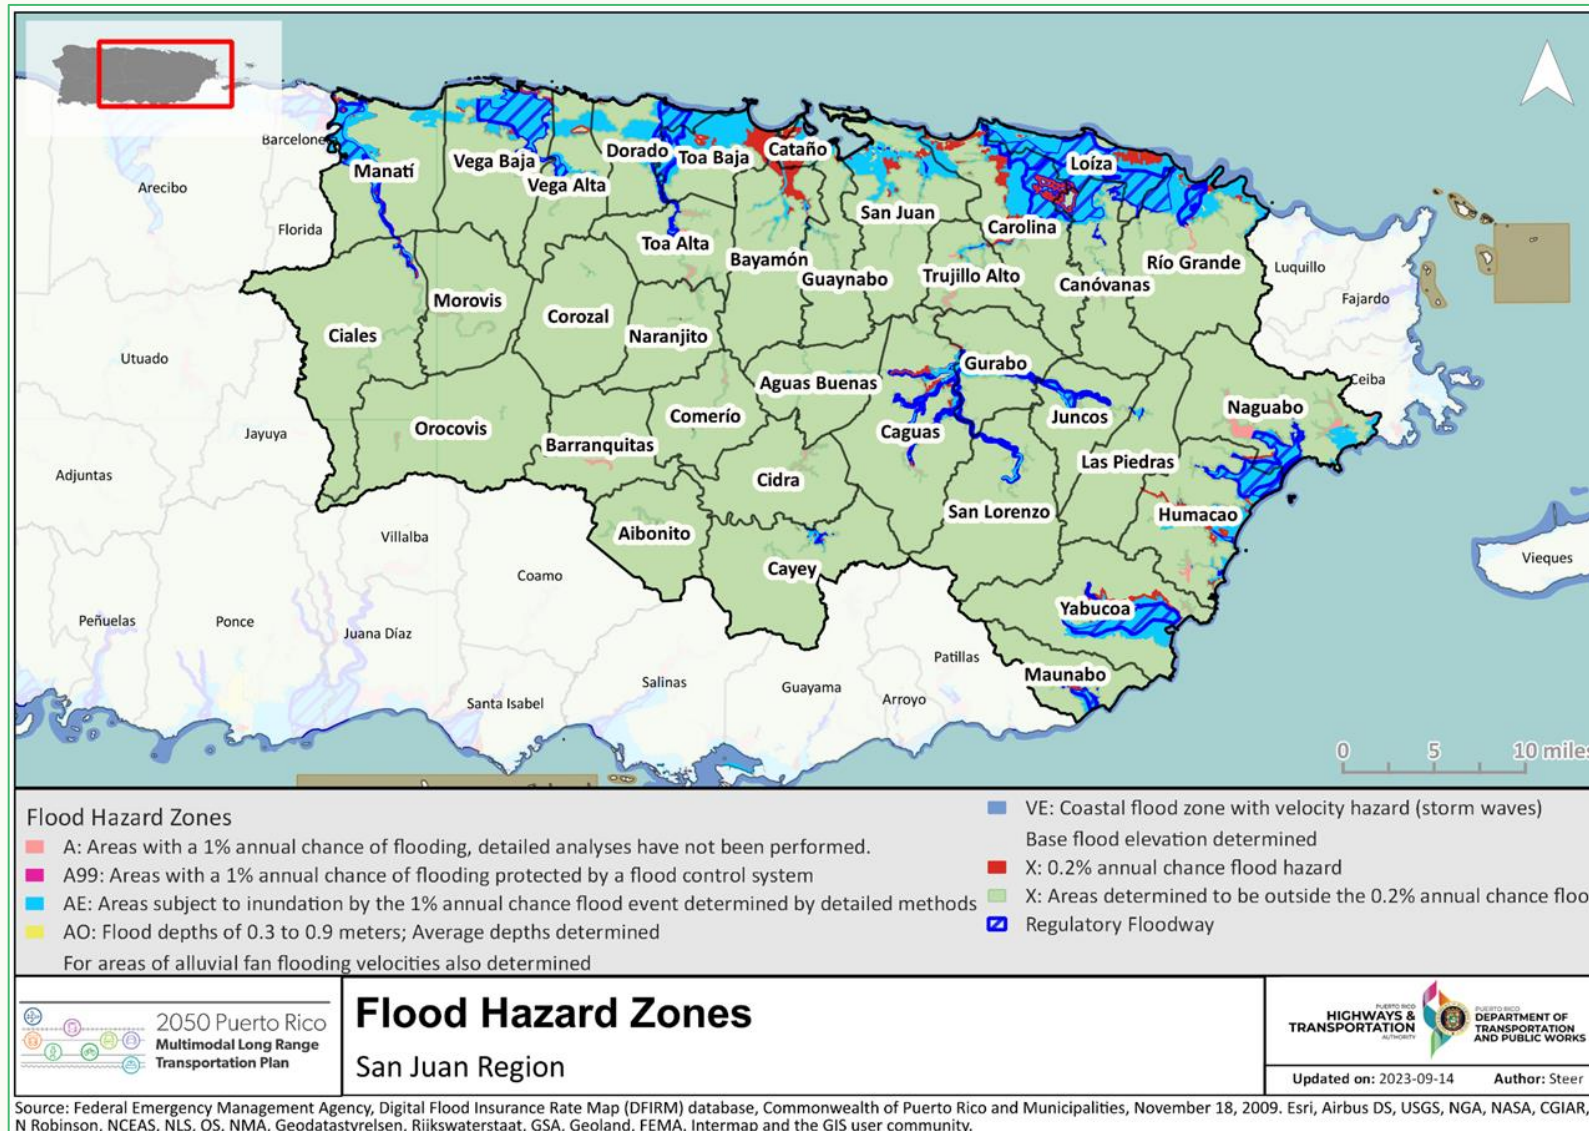 Barcelone
Arecibo
Florida
Manatí
Vega Baja
Vega Alta
Dorado
Toa Baja
Cataño
Loíza
San Juan
Carolina
Toa Alta
Bayamón
Guaynabo
Trujillo Alto
Canóvanas
Río Grande
Luquillo
Fajardo
Ceiba
Ciales
Morovis
Corozal
Naranjito
Utuado
Aguas Buenas
Gurabo
Comerío
Caguas
Juncos
Naguabo
Jayuya
Orocovis
Barranquitas
Las Piedras
Adjuntas
Cidra
San Lorenzo
Humacao
Villalba
Aibonito
Cayey
Coamo
Vieques
Yabucoa
Peñuelas
Ponce
Juana Díaz
Patillas
Maunabo
Salinas
Guayama
Arroyo
Santa Isabel
0 5 10 miles
Flood Hazard Zones
A: Areas with a 1% annual chance of flooding, detailed analyses have not been performed.
A99: Areas with a 1% annual chance of flooding protected by a flood control system
AE: Areas subject to inundation by the 1% annual chance flood event determined by detailed methods
AO: Flood depths of 0.3 to 0.9 meters; Average depths determined
For areas of alluvial fan flooding velocities also determined
VE: Coastal flood zone with velocity hazard (storm waves)
Base flood elevation determined
X: 0.2% annual chance flood hazard
X: Areas determined to be outside the 0.2% annual chance floo
Regulatory Floodway
2050 Puerto Rico
Multimodal Long Range
Transportation Plan
Flood Hazard Zones
San Juan Region
PUERTO RICO
HIGHWAYS &
TRANSPORTATION
AUTHORITY
PUERTO RICO
DEPARTMENT OF
TRANSPORTATION
AND PUBLIC WORKS
Updated on: 2023-09-14 Author: Steer
Source: Federal Emergency Management Agency, Digital Flood Insurance Rate Map (DFIRM) database, Commonwealth of Puerto Rico and Municipalities, November 18, 2009. Esri, Airbus DS, USGS, NGA, NASA, CGIAR,
N Robinson, NCEAS, NLS, OS, NMA, Geodatastyrelsen, Rijkswaterstaat, GSA, Geoland, FEMA, Intermap and the GIS user community.